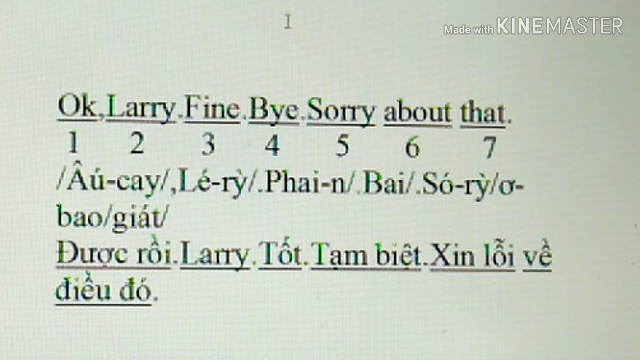 I
Made with KINEMASTER
Ok,Larry.Fine.Bye.Sorry about that.
1 2 3 4 5 6 7
/Âú-cay/,Lé-rỳ/.Phai-n/.Bai/.Só-rỳ/ơ-
bao/giát/
Được rồi.Larry.Tốt.Tạm biệt.Xin lỗi về
điều đó.